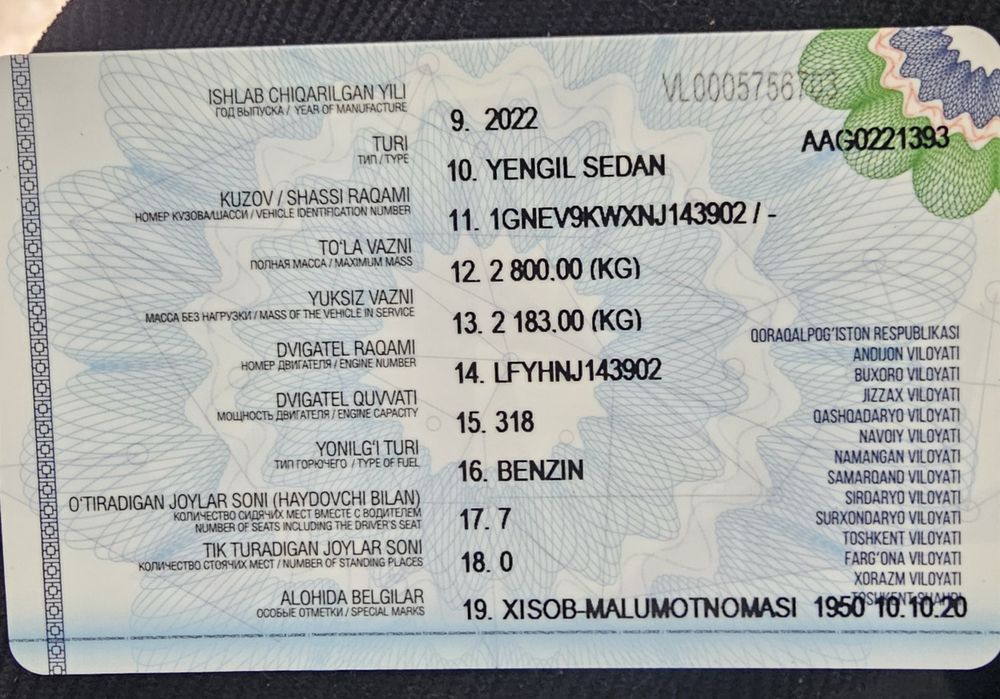 VL0005756703
AAG0221393
ISHLAB CHIQARILGAN YILI
ГОД ВЫПУСКА / YEAR OF MANUFACTURE
9. 2022
TURI
ТИП / TYPE
10. YENGIL SEDAN
KUZOV / SHASSI RAQAMI
НОМЕР КУЗОВА/ШАССИ / VEHICLE IDENTIFICATION NUMBER
11. 1GNEV9KWXNJ143902 / -
TO'LA VAZNI
ПОЛНАЯ МАССА / MAXIMUM MASS
12. 2 800.00 (KG)
YUKSIZ VAZNI
МАССА БЕЗ НАГРУЗКИ / MASS OF THE VEHICLE IN SERVICE
13. 2 183.00 (KG)
DVIGATEL RAQAMI
НОМЕР ДВИГАТЕЛЯ / ENGINE NUMBER
14. LFYHNJ143902
DVIGATEL QUVVATI
МОЩНОСТЬ ДВИГАТЕЛЯ / ENGINE CAPACITY
15. 318
YONILG'I TURI
ТИП ГОРЮЧЕГО / TYPE OF FUEL
16. BENZIN
O'TIRADIGAN JOYLAR SONI (HAYDOVCHI BILAN)
КОЛИЧЕСТВО СИДЯЧИХ МЕСТ ВМЕСТЕ С ВОДИТЕЛЕМ
NUMBER OF SEATS INCLUDING THE DRIVER'S SEAT
17. 7
TIK TURADIGAN JOYLAR SONI
КОЛИЧЕСТВО СТОЯЧИХ МЕСТ / NUMBER OF STANDING PLACES
18. 0
ALOHIDA BELGILAR
ОСОБЫЕ ОТМЕТКИ / SPECIAL MARKS
19. XISOB-MALUMOTNOMASI 1950 10.10.20
QORAQALPOG'ISTON RESPUBLIKASI
ANDIJON VILOYATI
BUXORO VILOYATI
JIZZAX VILOYATI
QASHQADARYO VILOYATI
NAVOIY VILOYATI
NAMANGAN VILOYATI
SAMARQAND VILOYATI
SIRDARYO VILOYATI
SURXONDARYO VILOYATI
TOSHKENT VILOYATI
FARG'ONA VILOYATI
XORAZM VILOYATI
TOSHKENT SHAHRI